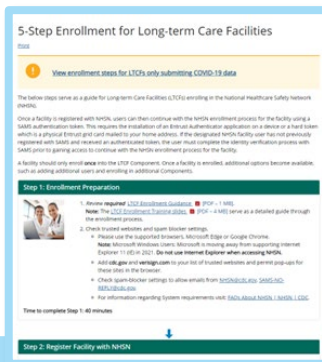 5-Step Enrollment for Long-term Care Facilities
Print
View enrollment steps for LTCFs only submitting COVID-19 data
The below steps serve as a guide for Long-term Care Facilities (LTCFs) enrolling in the National Healthcare Safety Network
(NHSN).
Once a facility is registered with NHSN, users can then continue with the NHSN enrollment process for the facility using a
SAMS authentication token. This requires the installation of an Entrust Authenticator application on a device or a hard token
which is a physical Entrust grid card mailed to your home address. If the designated NHSN facility user has not previously
registered with SAMS and received an authenticated token, the user must complete the identity verification process with
SAMS prior to gaining access to continue with the NHSN enrollment process for the facility.
A facility should only enroll once into the LTCF Component. Once a facility is enrolled, additional options become available,
such as adding additional users and enrolling in additional Components.
Step 1: Enrollment Preparation
1. Review required LTCF Enrollment Guidance [PDF – 1 MB].
Note: The LTCF Enrollment Training slides [PDF – 4 MB] serve as a detailed guide through
the enrollment process.
2. Check trusted websites and spam blocker settings.
Please use the supported browsers, Microsoft Edge or Google Chrome.
Note: Microsoft Windows Users: Microsoft is moving away from supporting Internet
Explorer 11 (IE) in 2021. Do not use Internet Explorer when accessing NHSN.
Add cdc.gov and verisign.com to your list of trusted websites and permit pop-ups for
these sites in the browser.
Check spam-blocker settings to allow emails from NHSN@cdc.gov, SAMS-NO-
REPLY@cdc.gov.
For information regarding System requirements visit: FAQs About NHSN | NHSN | CDC.
Time to complete Step 1: 40 minutes
Step 2: Register Facility with NHSN